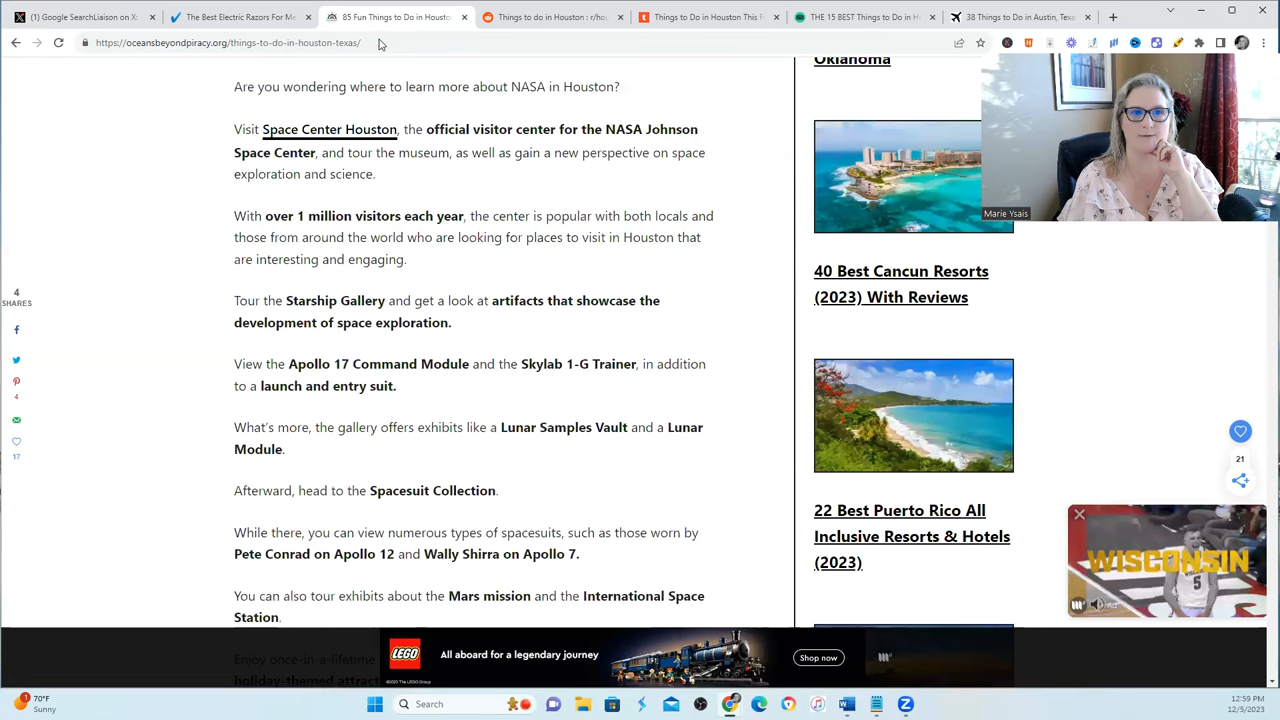 (1) Google SearchLiaison on X:
The Best Electric Razors For Me
85 Fun Things to Do in Housto
Things to do in Houston : r/hou
Things to Do in Houston This F
THE 15 BEST Things to Do in H
38 Things to Do in Austin, Texa
https://oceansbeyondpiracy.org/things-to-do-in-houston-texas/
Oklahoma
Are you wondering where to learn more about NASA in Houston?
Visit Space Center Houston, the official visitor center for the NASA Johnson
Space Center, and tour the museum, as well as gain a new perspective on space
exploration and science.
With over 1 million visitors each year, the center is popular with both locals and
those from around the world who are looking for places to visit in Houston that
are interesting and engaging.
Tour the Starship Gallery and get a look at artifacts that showcase the
development of space exploration.
View the Apollo 17 Command Module and the Skylab 1-G Trainer, in addition
to a launch and entry suit.
What's more, the gallery offers exhibits like a Lunar Samples Vault and a Lunar
Module.
Afterward, head to the Spacesuit Collection.
While there, you can view numerous types of spacesuits, such as those worn by
Pete Conrad on Apollo 12 and Wally Shirra on Apollo 7.
You can also tour exhibits about the Mars mission and the International Space
Station.
Enjoy once-in-a-lifetime
holiday-themed attract
4
SHARES
4
17
40 Best Cancun Resorts
(2023) With Reviews
22 Best Puerto Rico All
Inclusive Resorts & Hotels
(2023)
Marie Ysais
21
WISCONSIN
5
Ad
LEGO
©2023 The LEGO Group
All aboard for a legendary journey
Shop now
1
70°F
Sunny
Search
12:59 PM
12/5/2023